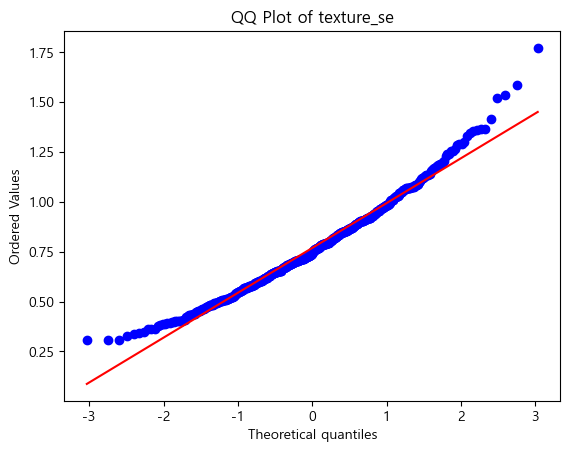 QQ Plot of texture_se
1.75
1.50
1.25
1.00
0.75
0.50
0.25
Ordered Values
-3 -2 -1 0 1 2 3
Theoretical quantiles